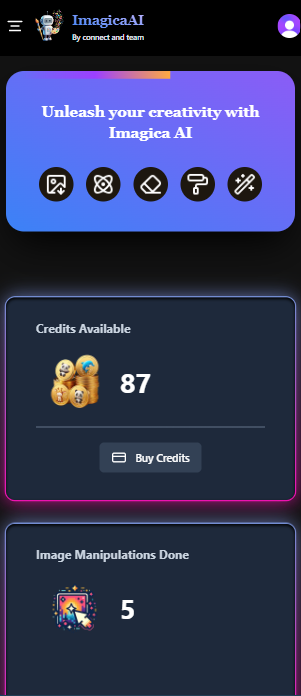 ImagicaAI
By connect and team
Unleash your creativity with
Imagica AI
Credits Available
87
Buy Credits
Image Manipulations Done
5